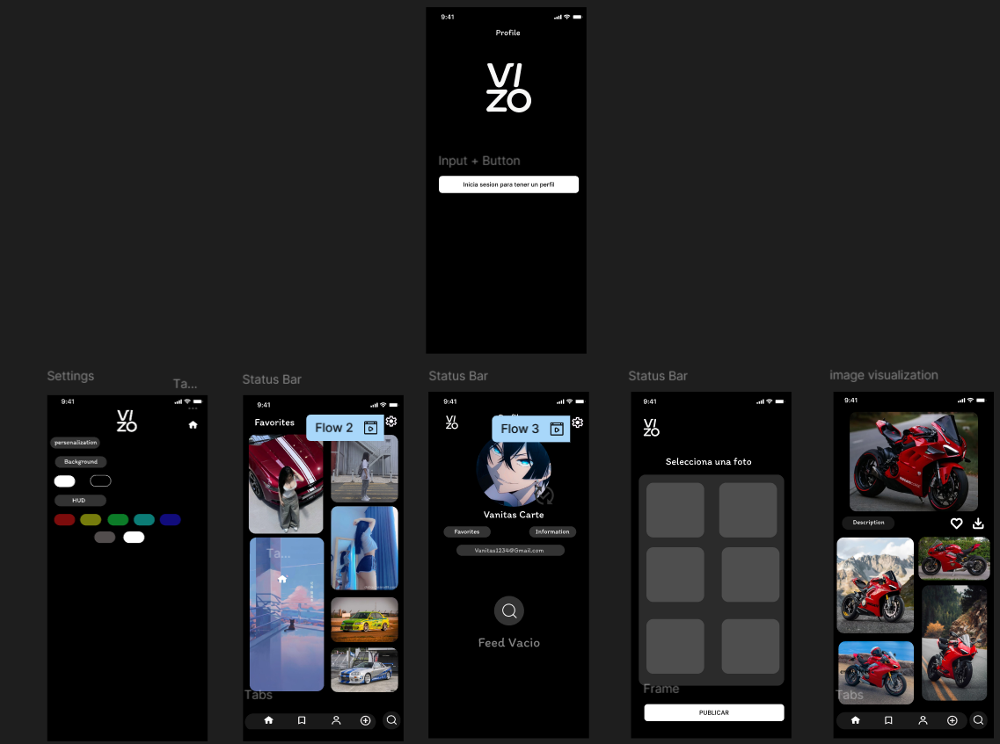 9:41
Profile
VI
ZO
Input + Button
Inicia sesion para tener un perfil
Settings
Ta...
9:41
VI
ZO
personalization
Background
HUD
Status Bar
9:41
Favorites
Flow 2
Ta...
Tabs
Status Bar
9:41
VI
ZO
Flow 3
Vanitas Carte
Favorites
Information
Vanitas1234@Gmail.com
Feed Vacio
Status Bar
9:41
VI
ZO
Selecciona una foto
Frame
PUBLICAR
image visualization
9:41
Description
Tabs